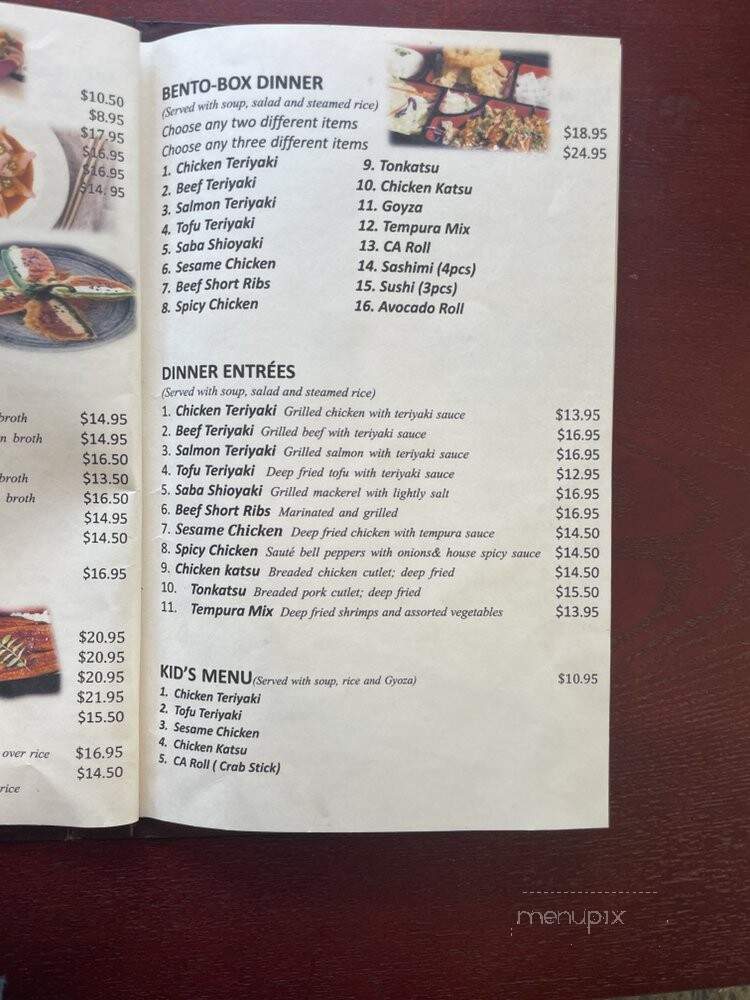 $10.50
$8.95
$17.95
$16.95
$16.95
$14.95
broth $14.95
n broth $14.95
$16.50
broth $13.50
broth $16.50
$14.95
$14.50
$16.95
$20.95
$20.95
$20.95
$21.95
$15.50
over rice $16.95
$14.50
rice
BENTO-BOX DINNER
(Served with soup, salad and steamed rice)
Choose any two different items $18.95
Choose any three different items $24.95
1. Chicken Teriyaki
2. Beef Teriyaki
3. Salmon Teriyaki
4. Tofu Teriyaki
5. Saba Shioyaki
6. Sesame Chicken
7. Beef Short Ribs
8. Spicy Chicken
9. Tonkatsu
10. Chicken Katsu
11. Goyza
12. Tempura Mix
13. CA Roll
14. Sashimi (4pcs)
15. Sushi (3pcs)
16. Avocado Roll
DINNER ENTRÉES
(Served with soup, salad and steamed rice)
1. Chicken Teriyaki Grilled chicken with teriyaki sauce $13.95
2. Beef Teriyaki Grilled beef with teriyaki sauce $16.95
3. Salmon Teriyaki Grilled salmon with teriyaki sauce $16.95
4. Tofu Teriyaki Deep fried tofu with teriyaki sauce $12.95
5. Saba Shioyaki Grilled mackerel with lightly salt $16.95
6. Beef Short Ribs Marinated and grilled $16.95
7. Sesame Chicken Deep fried chicken with tempura sauce $14.50
8. Spicy Chicken Sauté bell peppers with onions& house spicy sauce $14.50
9. Chicken katsu Breaded chicken cutlet; deep fried $14.50
10. Tonkatsu Breaded pork cutlet; deep fried $15.50
11. Tempura Mix Deep fried shrimps and assorted vegetables $13.95
KID'S MENU (Served with soup, rice and Gyoza) $10.95
1. Chicken Teriyaki
2. Tofu Teriyaki
3. Sesame Chicken
4. Chicken Katsu
5. CA Roll ( Crab Stick)
menupix